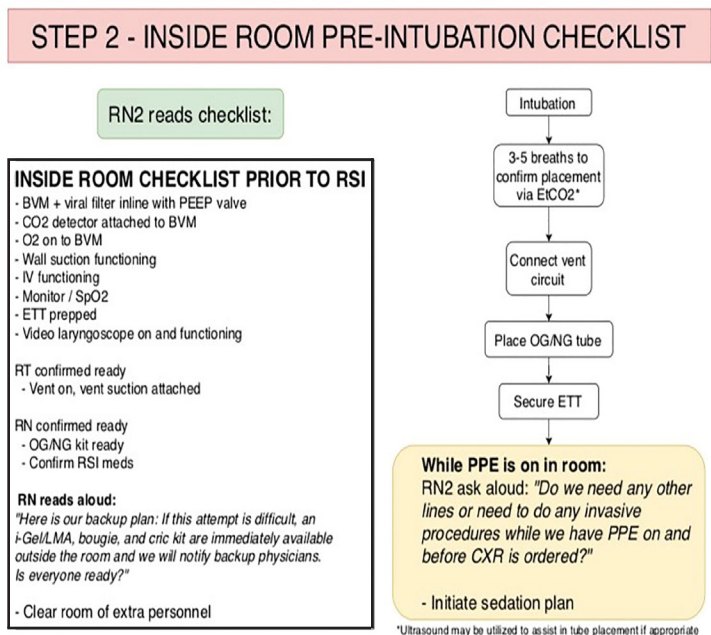 STEP 2 - INSIDE ROOM PRE-INTUBATION CHECKLIST
RN2 reads checklist:
INSIDE ROOM CHECKLIST PRIOR TO RSI
- BVM + viral filter inline with PEEP valve
- CO2 detector attached to BVM
- O2 on to BVM
- Wall suction functioning
- IV functioning
- Monitor / SpO2
- ETT prepped
- Video laryngoscope on and functioning
RT confirmed ready
- Vent on, vent suction attached
RN confirmed ready
- OG/NG kit ready
- Confirm RSI meds
RN reads aloud:
"Here is our backup plan: If this attempt is difficult, an
i-Gel/LMA, bougie, and cric kit are immediately available
outside the room and we will notify backup physicians.
Is everyone ready?"
- Clear room of extra personnel
Intubation
3-5 breaths to
confirm placement
via EtCO2*
Connect vent
circuit
Place OG/NG tube
Secure ETT
While PPE is on in room:
RN2 ask aloud: "Do we need any other
lines or need to do any invasive
procedures while we have PPE on and
before CXR is ordered?"
- Initiate sedation plan
*Ultrasound may be utilized to assist in tube placement if appropriate